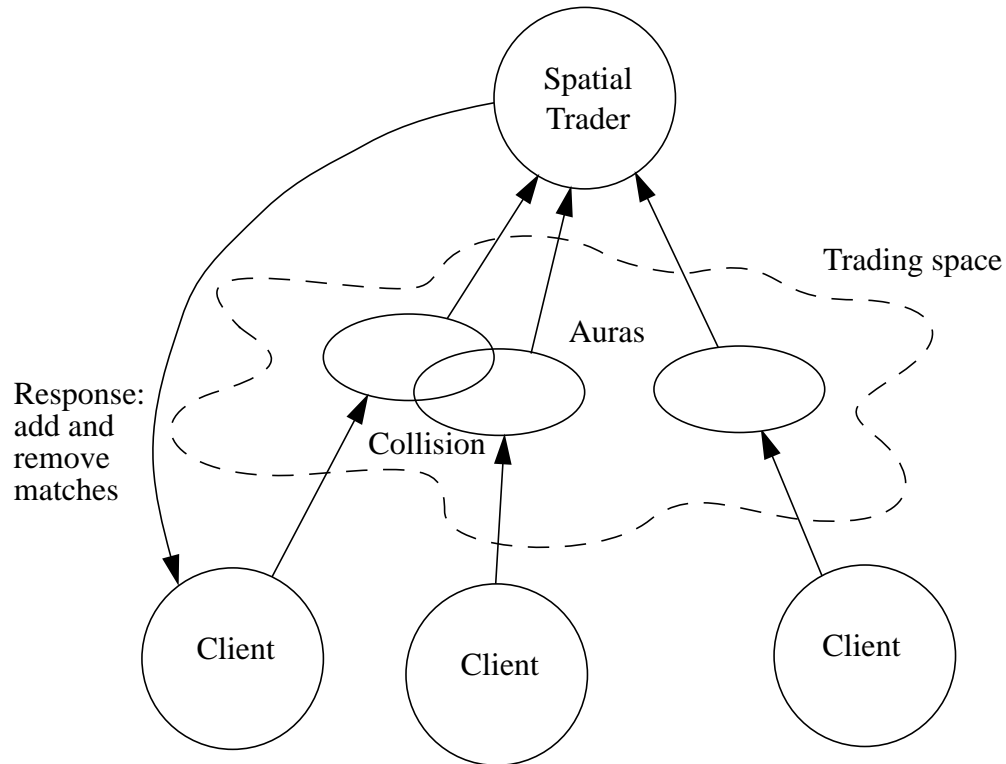 Spatial
Trader
Trading space
Auras
Response:
add and
remove
matches
Collision
Client
Client
Client